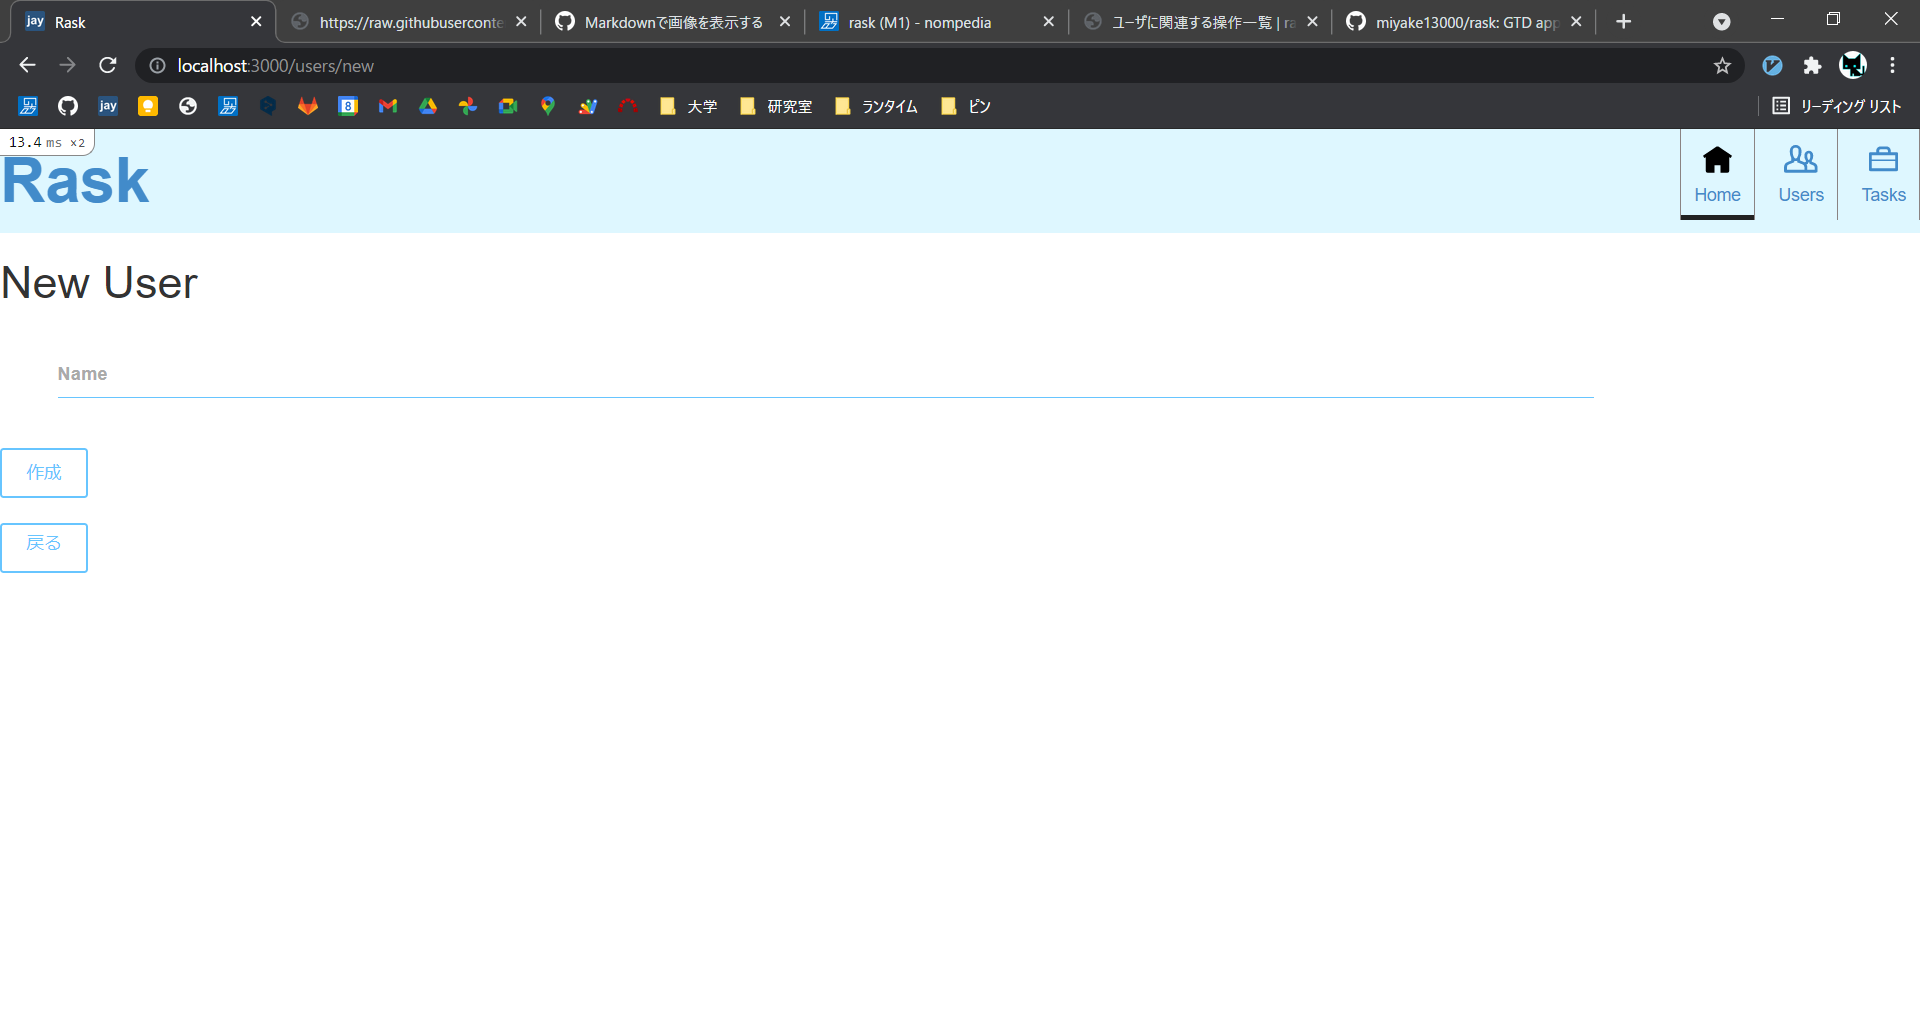 jay Rask
https://raw.githubuserconte
Markdownで画像を表示する
rask (M1) - nompedia
ユーザに関連する操作一覧 | ra
miyake13000/rask: GTD app
localhost:3000/users/new
jay
8
大学
研究室
ランタイム
ピン
リーディング リスト
13.4 ms ×2
Rask
Home
Users
Tasks
New User
Name
作成
戻る